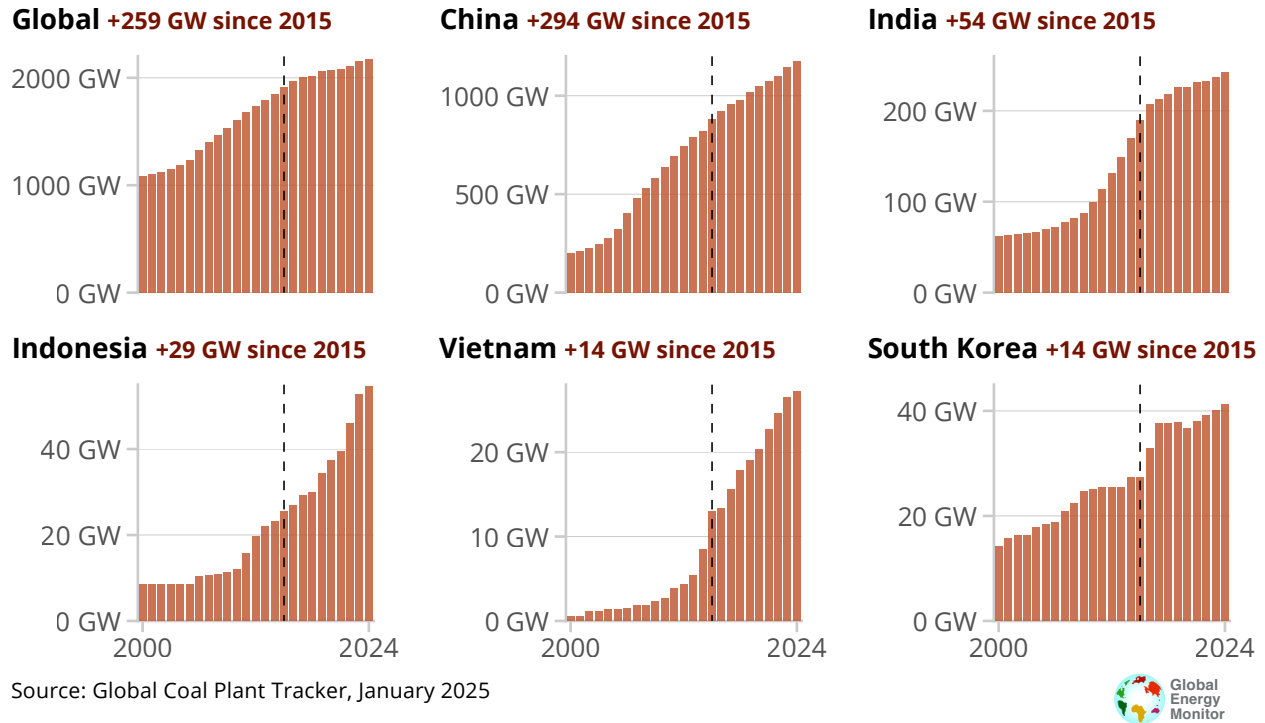 Global +259 GW since 2015
China +294 GW since 2015
India +54 GW since 2015
2000 GW
1000 GW
0 GW
1000 GW
500 GW
0 GW
200 GW
100 GW
0 GW
Indonesia +29 GW since 2015
Vietnam +14 GW since 2015
South Korea +14 GW since 2015
40 GW
20 GW
0 GW
2000
2024
20 GW
10 GW
0 GW
2000
2024
40 GW
20 GW
0 GW
2000
2024
Source: Global Coal Plant Tracker, January 2025
Global
Energy
Monitor